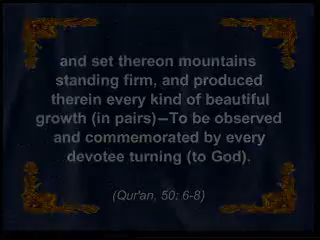 and set thereon mountains
standing firm, and produced
therein every kind of beautiful
growth (in pairs)—To be observed
and commemorated by every
devotee turning (to God).
(Qur'an, 50: 6-8)